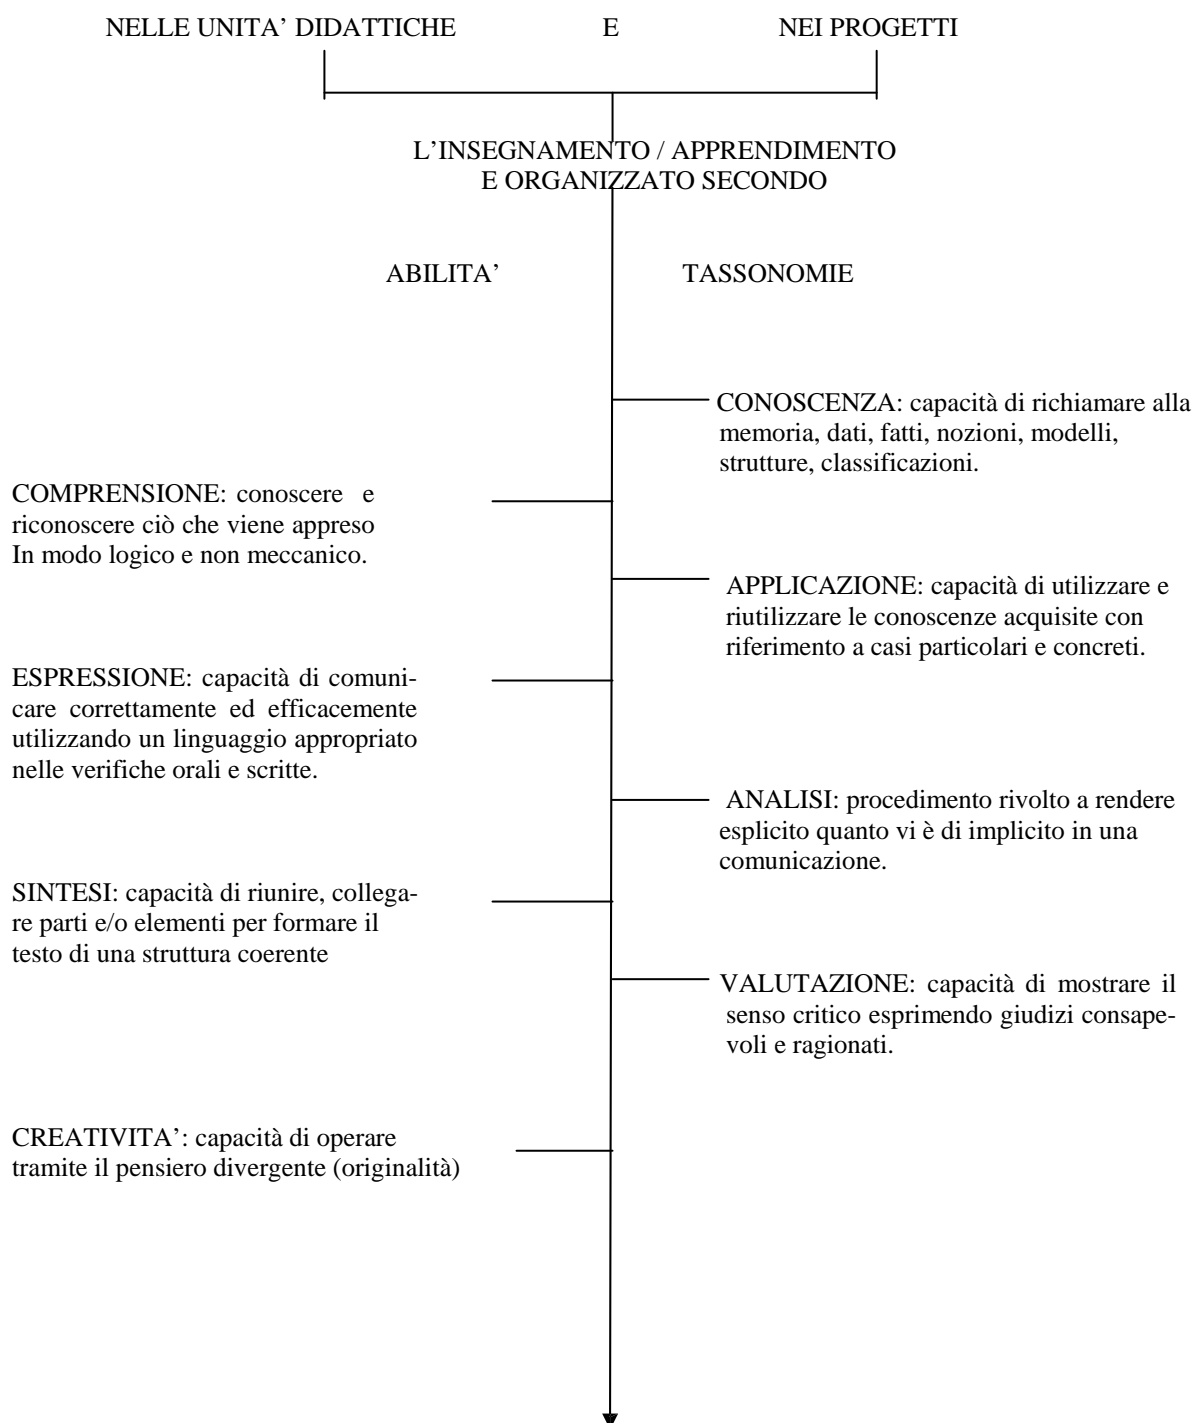 NELLE UNITA’ DIDATTICHE E NEI PROGETTI
L’INSEGNAMENTO / APPRENDIMENTO
E ORGANIZZATO SECONDO
ABILITA’ TASSONOMIE
CONOSCENZA: capacità di richiamare alla
memoria, dati, fatti, nozioni, modelli,
strutture, classificazioni.
COMPRENSIONE: conoscere e
riconoscere ciò che viene appreso
In modo logico e non meccanico.
APPLICAZIONE: capacità di utilizzare e
riutilizzare le conoscenze acquisite con
riferimento a casi particolari e concreti.
ESPRESSIONE: capacità di comuni-
care correttamente ed efficacemente
utilizzando un linguaggio appropriato
nelle verifiche orali e scritte.
ANALISI: procedimento rivolto a rendere
esplicito quanto vi è di implicito in una
comunicazione.
SINTESI: capacità di riunire, collega-
re parti e/o elementi per formare il
testo di una struttura coerente
VALUTAZIONE: capacità di mostrare il
senso critico esprimendo giudizi consape-
voli e ragionati.
CREATIVITA’: capacità di operare
tramite il pensiero divergente (originalità)